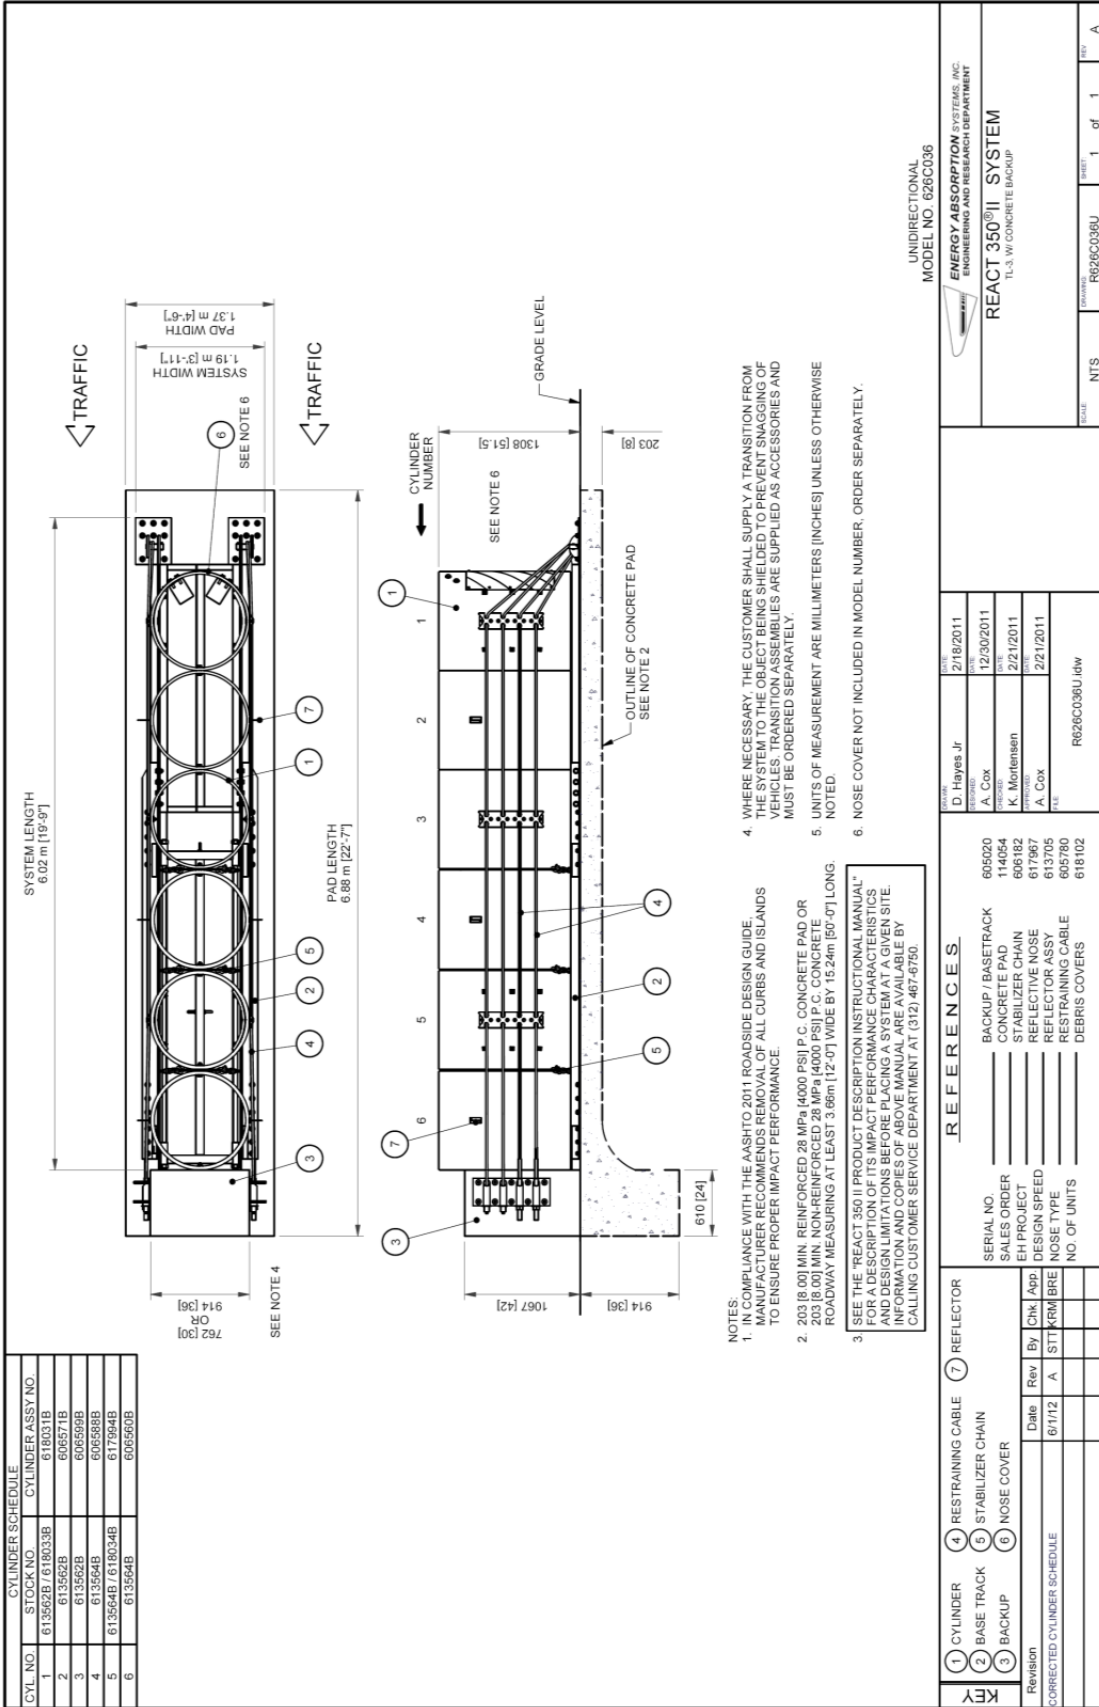 CYLINDER SCHEDULE
CYL. NO. STOCK NO. CYLINDER ASSY NO.
1 613562B / 618033B 618031B
2 613562B 606571B
3 613562B 606599B
4 613564B 606588B
5 613564B / 618034B 617994B
6 613564B 606560B
SYSTEM LENGTH
6.02 m [19'-9"]
TRAFFIC
TRAFFIC
SYSTEM WIDTH
1.19 m [3'-11"]
PAD WIDTH
1.37 m [4'-6"]
6
SEE NOTE 6
762 [30]
OR
914 [36]
SEE NOTE 4
3
4
2
5
1
7
PAD LENGTH
6.88 m [22'-7"]
CYLINDER
NUMBER
SEE NOTE 6
3
7
1
6
5
4
3
2
1
1067 [42]
914 [36]
610 [24]
1308 [51.5]
203 [8]
GRADE LEVEL
5
2
4
OUTLINE OF CONCRETE PAD
SEE NOTE 2
NOTES:
1. IN COMPLIANCE WITH THE AASHTO 2011 ROADSIDE DESIGN GUIDE,
MANUFACTURER RECOMMENDS REMOVAL OF ALL CURBS AND ISLANDS
TO ENSURE PROPER IMPACT PERFORMANCE.
2. 203 [8.00] MIN. REINFORCED 28 MPa [4000 PSI] P.C. CONCRETE PAD OR
203 [8.00] MIN. NON-REINFORCED 28 MPa [4000 PSI] P.C. CONCRETE
ROADWAY MEASURING AT LEAST 3.66m [12'-0"] WIDE BY 15.24m [50'-0"] LONG.
3. SEE THE "REACT 350 II PRODUCT DESCRIPTION INSTRUCTIONAL MANUAL"
FOR A DESCRIPTION OF ITS IMPACT PERFORMANCE CHARACTERISTICS
AND DESIGN LIMITATIONS BEFORE PLACING A SYSTEM AT A GIVEN SITE.
INFORMATION AND COPIES OF ABOVE MANUAL ARE AVAILABLE BY
CALLING CUSTOMER SERVICE DEPARTMENT AT (312) 467-6750.
4. WHERE NECESSARY, THE CUSTOMER SHALL SUPPLY A TRANSITION FROM
THE SYSTEM TO THE OBJECT BEING SHIELDED TO PREVENT SNAGGING OF
VEHICLES. TRANSITION ASSEMBLIES ARE SUPPLIED AS ACCESSORIES AND
MUST BE ORDERED SEPARATELY.
5. UNITS OF MEASUREMENT ARE MILLIMETERS [INCHES] UNLESS OTHERWISE
NOTED.
6. NOSE COVER NOT INCLUDED IN MODEL NUMBER, ORDER SEPARATELY.
UNIDIRECTIONAL
MODEL NO. 626C036
KEY
1 CYLINDER 4 RESTRAINING CABLE 7 REFLECTOR
2 BASE TRACK 5 STABILIZER CHAIN
3 BACKUP 6 NOSE COVER
Revision Date Rev By Chk. App.
CORRECTED CYLINDER SCHEDULE 6/1/12 A STT KRM BRE
REFERENCES
SERIAL NO.
SALES ORDER
EH PROJECT
DESIGN SPEED
NOSE TYPE
NO. OF UNITS
BACKUP / BASETRACK 605020
CONCRETE PAD 114054
STABILIZER CHAIN 606182
REFLECTIVE NOSE 617967
REFLECTOR ASSY 613705
RESTRAINING CABLE 605780
DEBRIS COVERS 618102
DRAWN: D. Hayes Jr DATE: 2/18/2011
DESIGNED: A. Cox DATE: 12/30/2011
CHECKED: K. Mortensen DATE: 2/21/2011
APPROVED: A. Cox DATE: 2/21/2011
FILE: R626C036U.idw
ENERGY ABSORPTION SYSTEMS, INC.
ENGINEERING AND RESEARCH DEPARTMENT
REACT 350®II SYSTEM
TL-3, W/ CONCRETE BACKUP
SCALE: NTS DRAWING: R626C036U SHEET: 1 of 1 REV: A